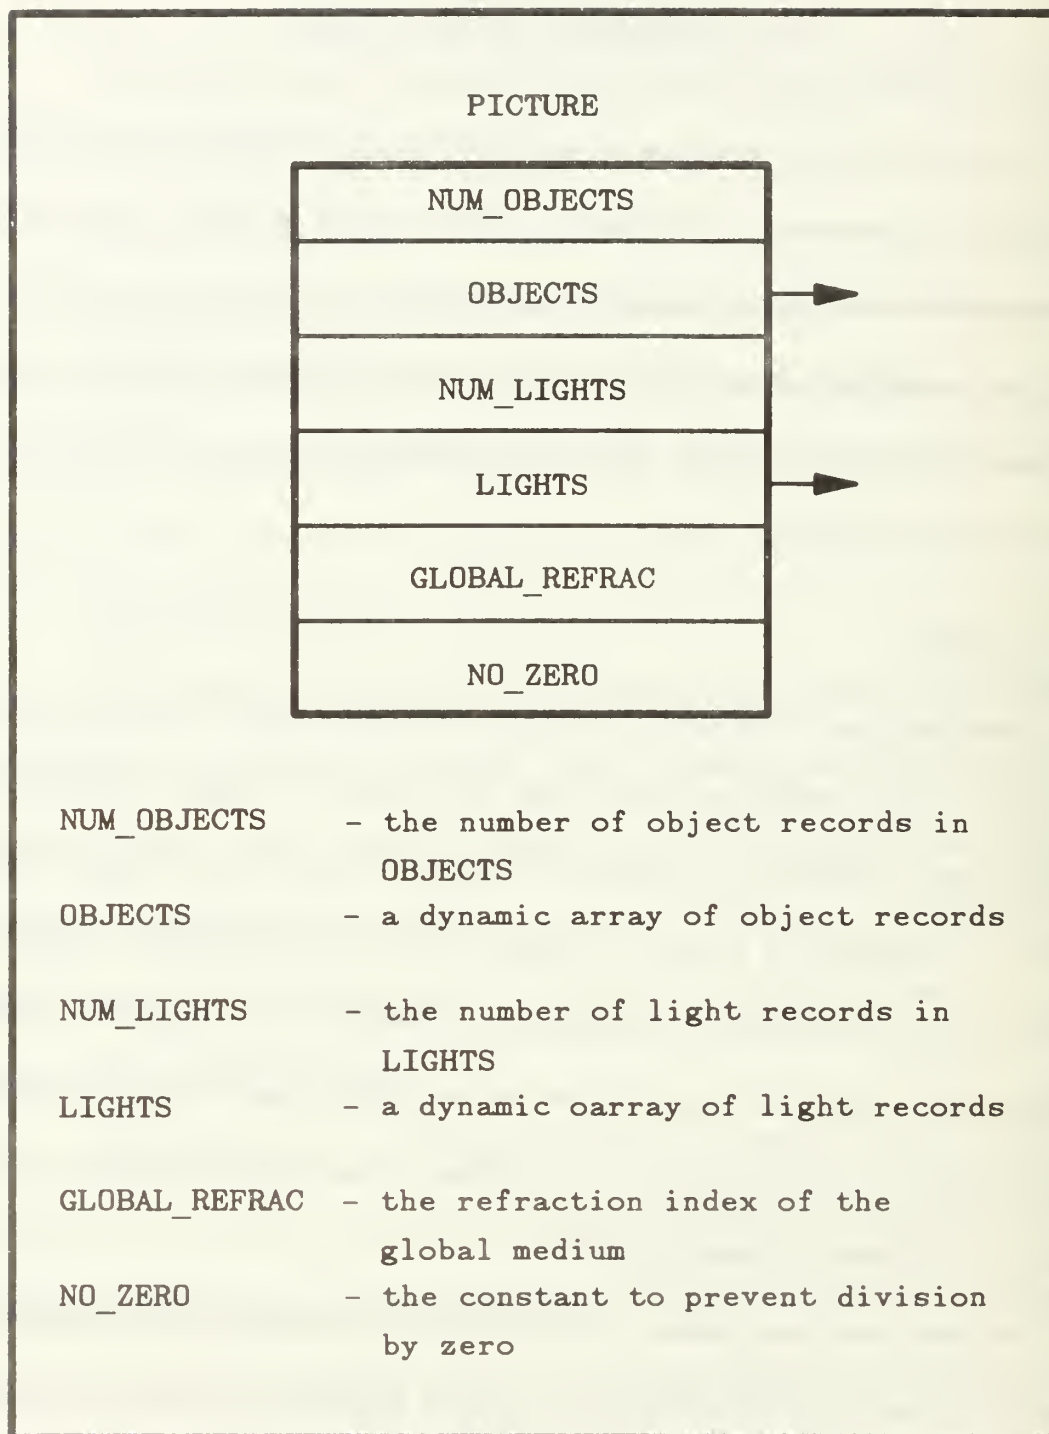 PICTURE
NUM_OBJECTS
OBJECTS
NUM_LIGHTS
LIGHTS
GLOBAL_REFRAC
NO_ZERO
NUM_OBJECTS - the number of object records in
OBJECTS
OBJECTS - a dynamic array of object records
NUM_LIGHTS - the number of light records in
LIGHTS
LIGHTS - a dynamic oarray of light records
GLOBAL_REFRAC - the refraction index of the
global medium
NO_ZERO - the constant to prevent division
by zero